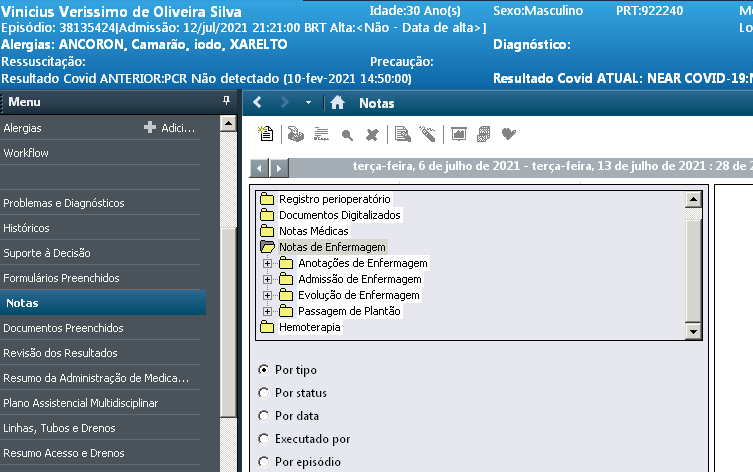 Vinicius Verissimo de Oliveira Silva Idade:30 Ano(s) Sexo:Masculino PRT:922240
Episódio: 38135424[Admissão: 12/jul/2021 21:21:00 BRT Alta:<Não - Data de alta>]
Alergias: ANCORON, Camarão, iodo, XARELTO Diagnóstico:
Ressuscitação: Precaução:
Resultado Covid ANTERIOR:PCR Não detectado (10-fev-2021 14:50:00) Resultado Covid ATUAL: NEAR COVID-19:
Menu
Notas
Alergias Adici...
Workflow
Problemas e Diagnósticos
Históricos
Suporte à Decisão
Formulários Preenchidos
Notas
Documentos Preenchidos
Revisão dos Resultados
Resumo da Administração de Medica...
Plano Assistencial Multidisciplinar
Linhas, Tubos e Drenos
Resumo Acesso e Drenos
terça-feira, 6 de julho de 2021 - terça-feira, 13 de julho de 2021 : 28 de
Registro perioperatório
Documentos Digitalizados
Notas Médicas
Notas de Enfermagem
Anotações de Enfermagem
Admissão de Enfermagem
Evolução de Enfermagem
Passagem de Plantão
Hemoterapia
Por tipo
Por status
Por data
Executado por
Por episódio